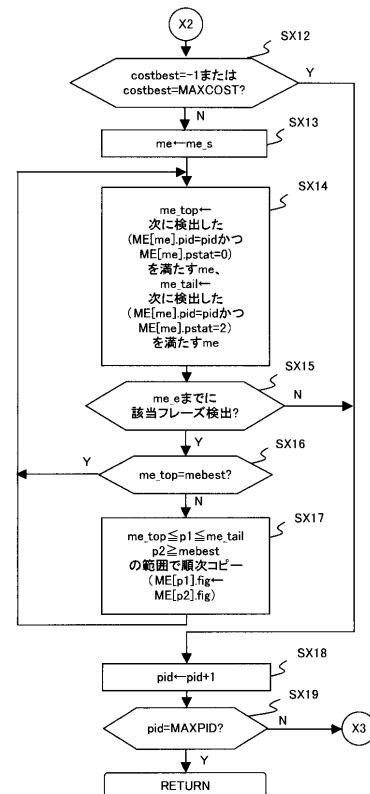 X2
SX12
costbest=-1または
costbest=MAXCOST?
Y
N
SX13
me←me_s
SX14
me_top←
次に検出した
(ME[me].pid=pidかつ
ME[me].pstat=0)
を満たすme、
me_tail←
次に検出した
(ME[me].pid=pidかつ
ME[me].pstat=2)
を満たすme
SX15
me_eまでに
該当フレーズ検出?
N
Y
SX16
Y
me_top=mebest?
N
SX17
me_top≦p1≦me_tail
p2≧mebest
の範囲で順次コピー
(ME[p1].fig←
ME[p2].fig)
SX18
pid←pid+1
SX19
pid=MAXPID?
N
X3
Y
RETURN